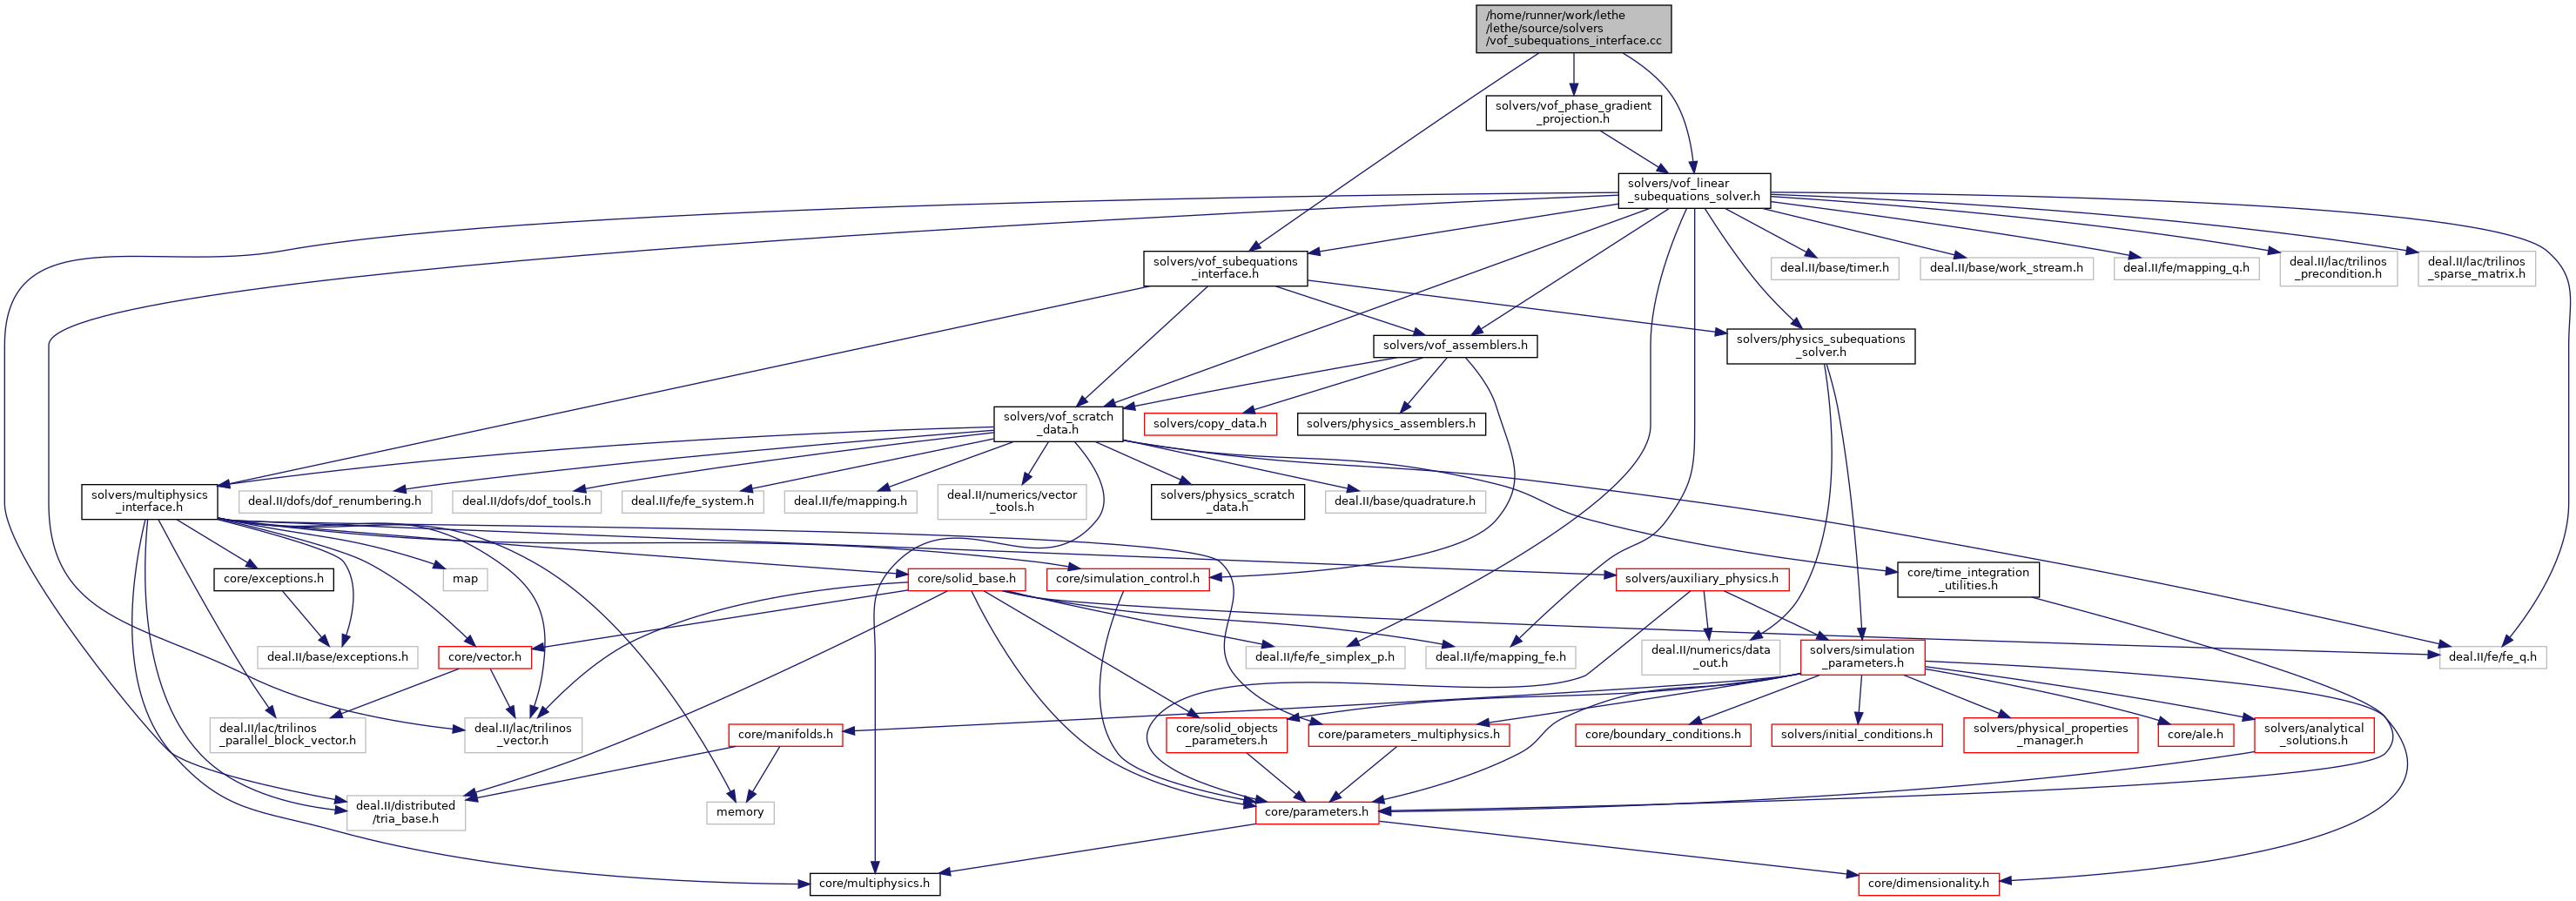 /home/runner/work/lethe
/lethe/source/solvers
/vof_subequations_interface.cc
solvers/vof_phase_gradient
_projection.h
solvers/vof_linear
_subequations_solver.h
solvers/vof_subequations
_interface.h
deal.II/base/timer.h
deal.II/base/work_stream.h
deal.II/fe/mapping_q.h
deal.II/lac/trilinos
_precondition.h
deal.II/lac/trilinos
_sparse_matrix.h
solvers/vof_assemblers.h
solvers/physics_subequations
_solver.h
solvers/vof_scratch
_data.h
solvers/copy_data.h
solvers/physics_assemblers.h
solvers/multiphysics
_interface.h
deal.II/dofs/dof_renumbering.h
deal.II/dofs/dof_tools.h
deal.II/fe/fe_system.h
deal.II/fe/mapping.h
deal.II/numerics/vector
_tools.h
solvers/physics_scratch
_data.h
deal.II/base/quadrature.h
core/exceptions.h
map
core/solid_base.h
core/simulation_control.h
solvers/auxiliary_physics.h
core/time_integration
_utilities.h
deal.II/base/exceptions.h
core/vector.h
deal.II/fe/fe_simplex_p.h
deal.II/fe/mapping_fe.h
deal.II/numerics/data
_out.h
solvers/simulation
_parameters.h
deal.II/fe/fe_q.h
deal.II/lac/trilinos
_parallel_block_vector.h
deal.II/lac/trilinos
_vector.h
core/manifolds.h
core/solid_objects
_parameters.h
core/parameters_multiphysics.h
core/boundary_conditions.h
solvers/initial_conditions.h
solvers/physical_properties
_manager.h
core/ale.h
solvers/analytical
_solutions.h
deal.II/distributed
/tria_base.h
memory
core/parameters.h
core/multiphysics.h
core/dimensionality.h